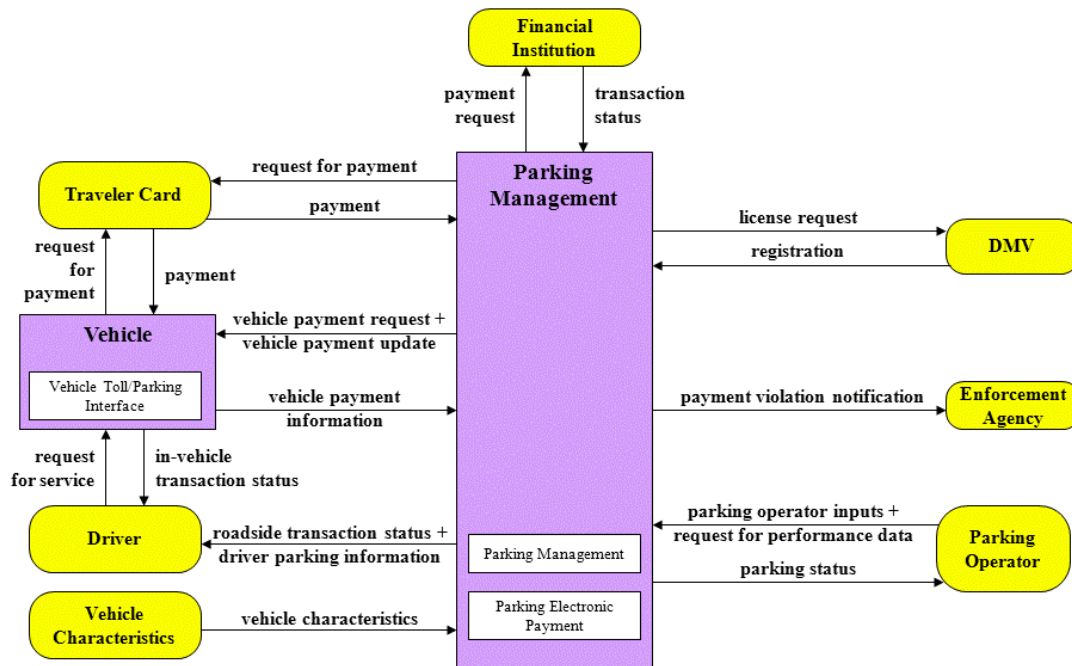 Financial
Institution
payment
request
transaction
status
Parking
Management
request for payment
Traveler Card
payment
license request
DMV
registration
request
for
payment
payment
vehicle payment request +
vehicle payment update
Vehicle
Vehicle Toll/Parking
Interface
vehicle payment
information
payment violation notification
Enforcement
Agency
request
for service
in-vehicle
transaction status
parking operator inputs +
request for performance data
Parking
Operator
roadside transaction status +
driver parking information
Driver
Parking Management
parking status
Parking Electronic
Payment
Vehicle
Characteristics
vehicle characteristics